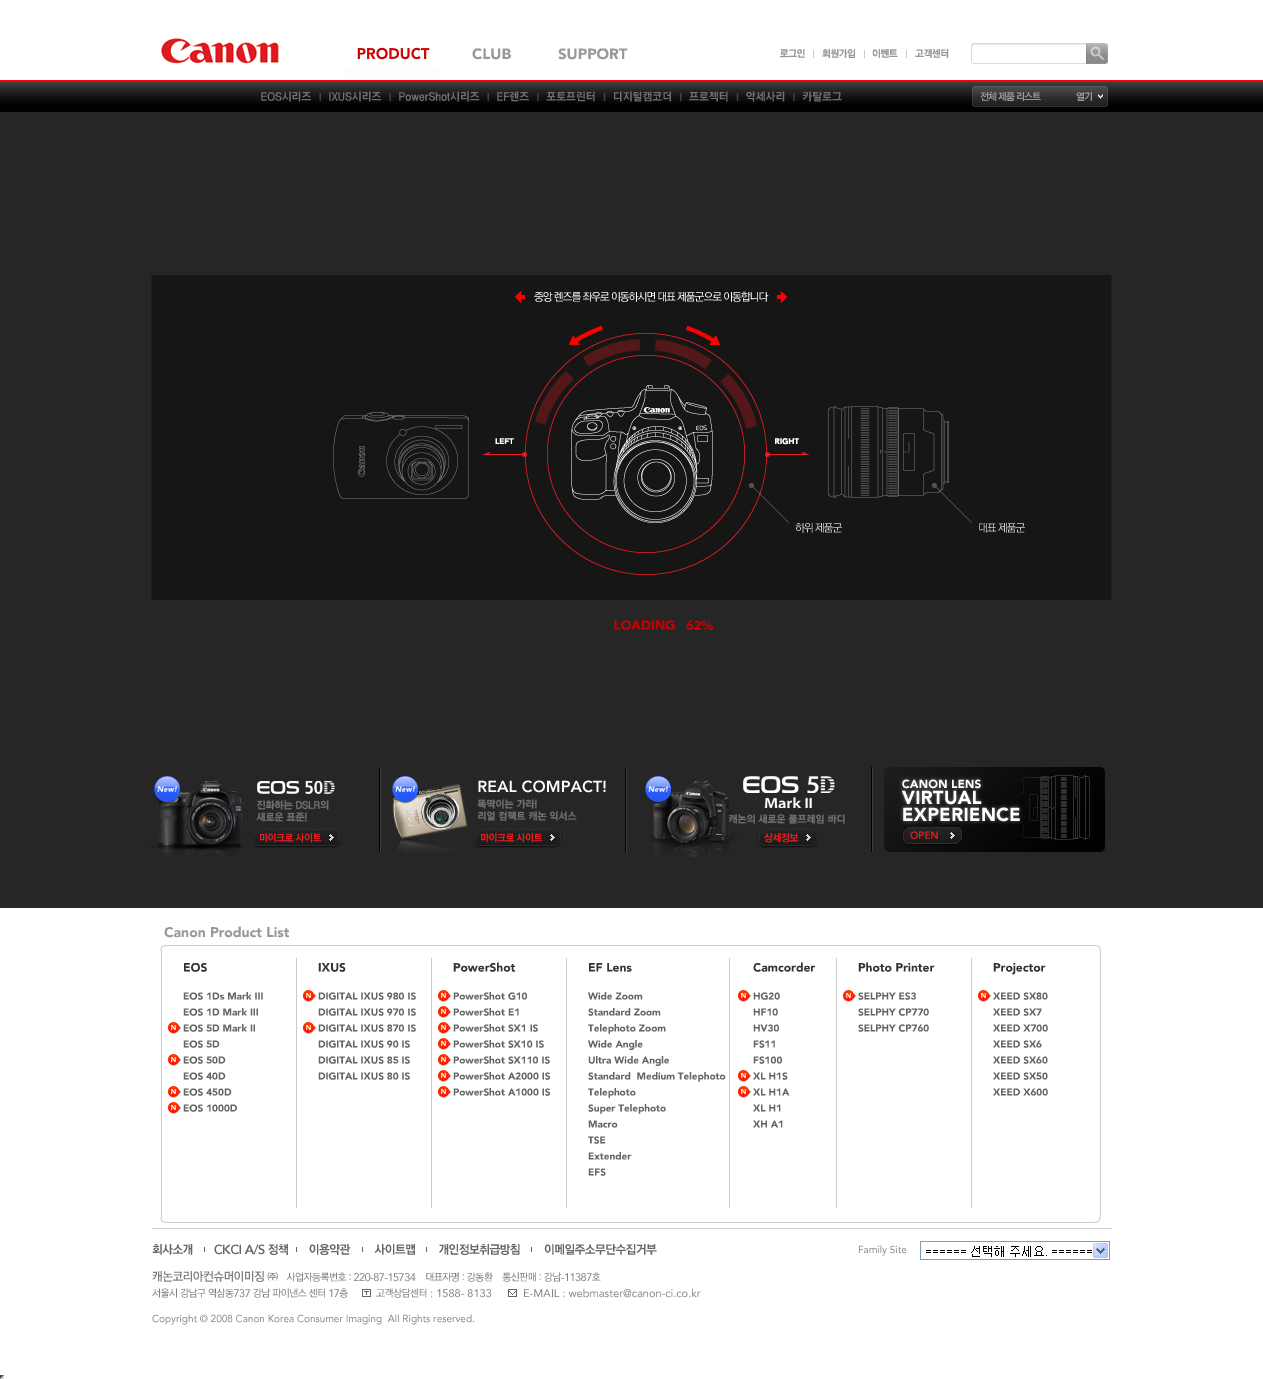 Canon PRODUCT CLUB SUPPORT 로그인 회원가입 이벤트 고객센터
EOS시리즈 IXUS시리즈 PowerShot시리즈 EF렌즈 포토프린터 디지털캠코더 프로젝터 악세사리 카탈로그 전체 제품 리스트 열기
중앙 렌즈를 좌우로 이동하시면 대표 제품군으로 이동합니다
Canon
EOS
LEFT RIGHT
Canon
하위 제품군 대표 제품군
LOADING 62%
New! EOS 50D
진화하는 DSLR의
새로운 표준!
마이크로 사이트
New! REAL COMPACT!
똑딱이는 가라!
리얼 컴팩트 캐논 익서스
마이크로 사이트
New! EOS 5D
Mark II
캐논의 새로운 풀프레임 바디
상세정보
CANON LENS
VIRTUAL
EXPERIENCE
OPEN
Canon Product List
EOS
EOS 1Ds Mark III
EOS 1D Mark III
N EOS 5D Mark II
EOS 5D
N EOS 50D
EOS 40D
N EOS 450D
N EOS 1000D
IXUS
N DIGITAL IXUS 980 IS
DIGITAL IXUS 970 IS
N DIGITAL IXUS 870 IS
DIGITAL IXUS 90 IS
DIGITAL IXUS 85 IS
DIGITAL IXUS 80 IS
PowerShot
N PowerShot G10
N PowerShot E1
N PowerShot SX1 IS
N PowerShot SX10 IS
N PowerShot SX110 IS
N PowerShot A2000 IS
N PowerShot A1000 IS
EF Lens
Wide Zoom
Standard Zoom
Telephoto Zoom
Wide Angle
Ultra Wide Angle
Standard Medium Telephoto
Telephoto
Super Telephoto
Macro
TSE
Extender
EFS
Camcorder
N HG20
HF10
HV30
FS11
FS100
N XL H1S
N XL H1A
XL H1
XH A1
Photo Printer
N SELPHY ES3
SELPHY CP770
SELPHY CP760
Projector
N XEED SX80
XEED SX7
XEED X700
XEED SX6
XEED SX60
XEED SX50
XEED X600
회사소개 CKCI A/S 정책 이용약관 사이트맵 개인정보취급방침 이메일주소무단수집거부 Family Site ====== 선택해 주세요. ======
캐논코리아컨슈머이미징 ㈜ 사업자등록번호 : 220-87-15734 대표자명 : 강동환 통신판매 : 강남-11387호
서울시 강남구 역삼동737 강남 파이낸스 센터 17층 고객상담센터 : 1588- 8133 E-MAIL : webmaster@canon-ci.co.kr
Copyright © 2008 Canon Korea Consumer Imaging All Rights reserved.